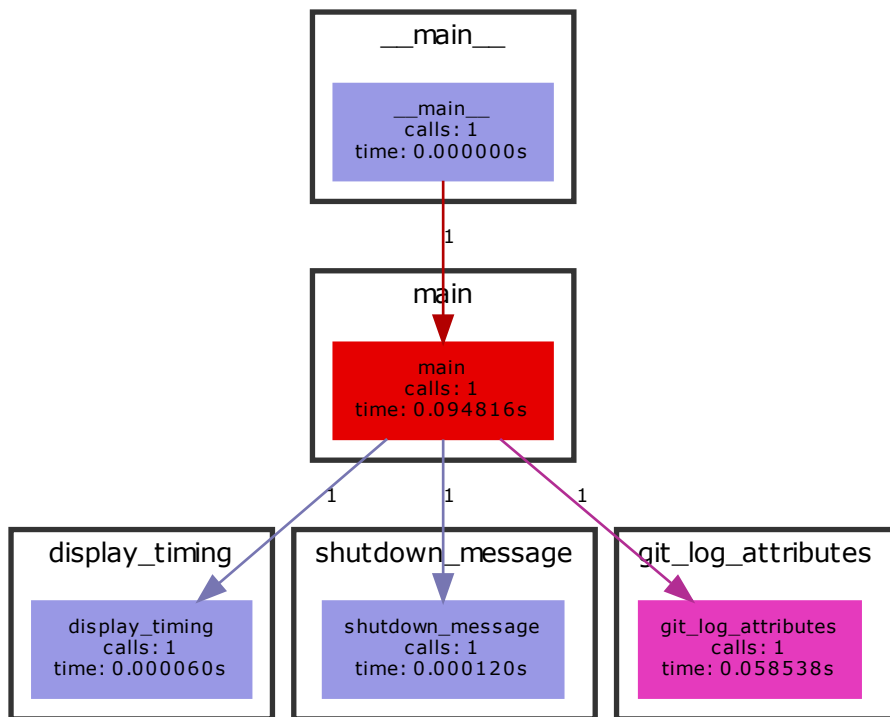 __main__
__main__
calls: 1
time: 0.000000s
1
main
main
calls: 1
time: 0.094816s
1
1
1
display_timing
display_timing
calls: 1
time: 0.000060s
shutdown_message
shutdown_message
calls: 1
time: 0.000120s
git_log_attributes
git_log_attributes
calls: 1
time: 0.058538s